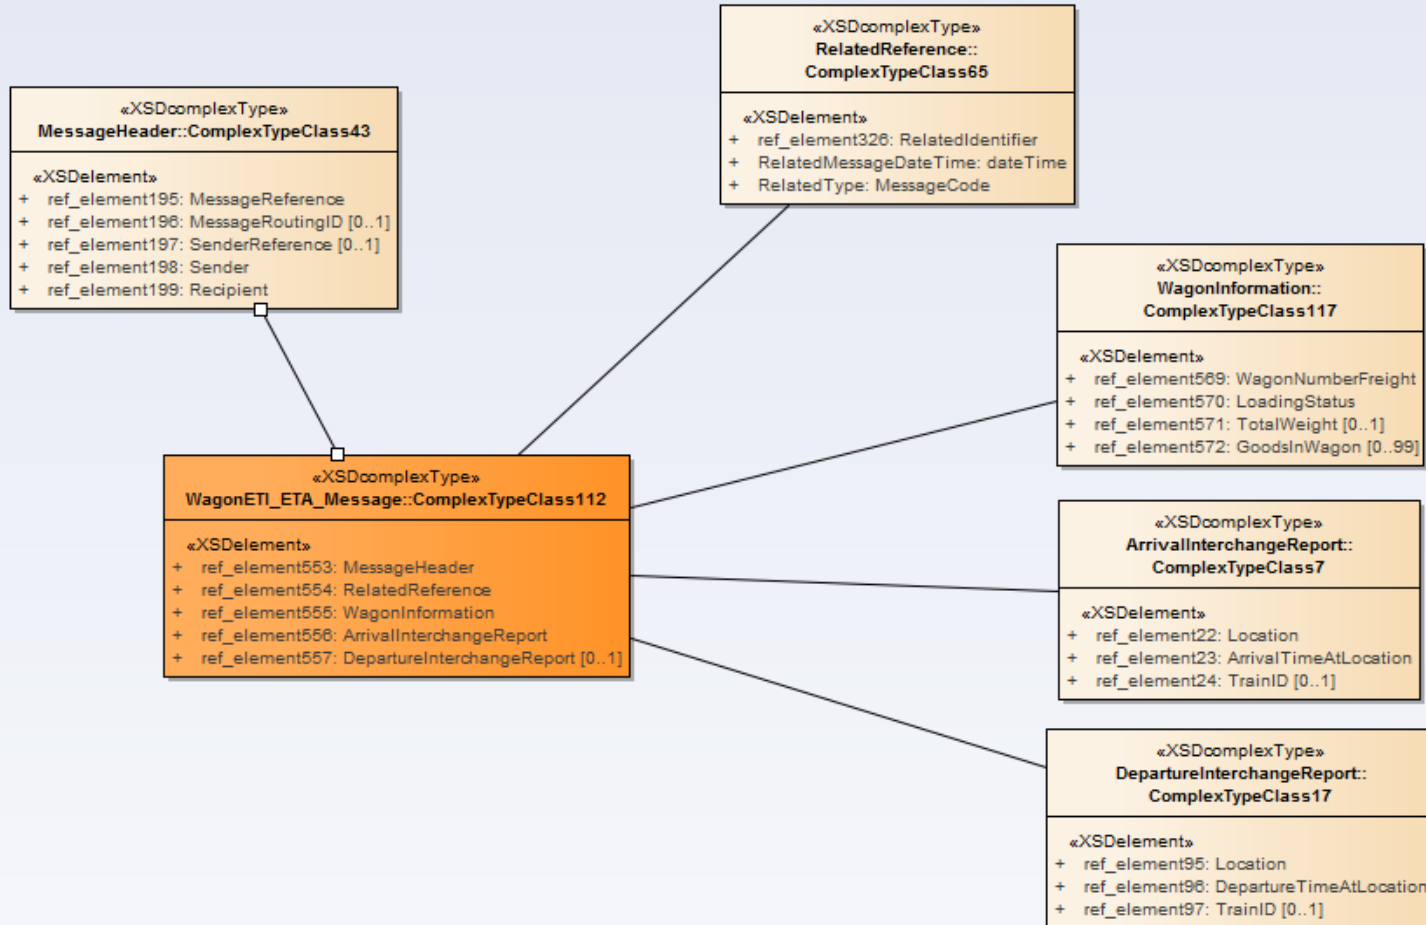 «XSDcomplexType»
RelatedReference::
ComplexTypeClass65
«XSDelement»
+ ref_element326: RelatedIdentifier
+ RelatedMessageDateTime: dateTime
+ RelatedType: MessageCode
«XSDcomplexType»
MessageHeader::ComplexTypeClass43
«XSDelement»
+ ref_element195: MessageReference
+ ref_element196: MessageRoutingID [0..1]
+ ref_element197: SenderReference [0..1]
+ ref_element198: Sender
+ ref_element199: Recipient
«XSDcomplexType»
WagonInformation::
ComplexTypeClass117
«XSDelement»
+ ref_element569: WagonNumberFreight
+ ref_element570: LoadingStatus
+ ref_element571: TotalWeight [0..1]
+ ref_element572: GoodsInWagon [0..99]
«XSDcomplexType»
WagonETI_ETA_Message::ComplexTypeClass112
«XSDelement»
+ ref_element553: MessageHeader
+ ref_element554: RelatedReference
+ ref_element555: WagonInformation
+ ref_element556: ArrivalInterchangeReport
+ ref_element557: DepartureInterchangeReport [0..1]
«XSDcomplexType»
ArrivalInterchangeReport::
ComplexTypeClass7
«XSDelement»
+ ref_element22: Location
+ ref_element23: ArrivalTimeAtLocation
+ ref_element24: TrainID [0..1]
«XSDcomplexType»
DepartureInterchangeReport::
ComplexTypeClass17
«XSDelement»
+ ref_element95: Location
+ ref_element96: DepartureTimeAtLocation
+ ref_element97: TrainID [0..1]